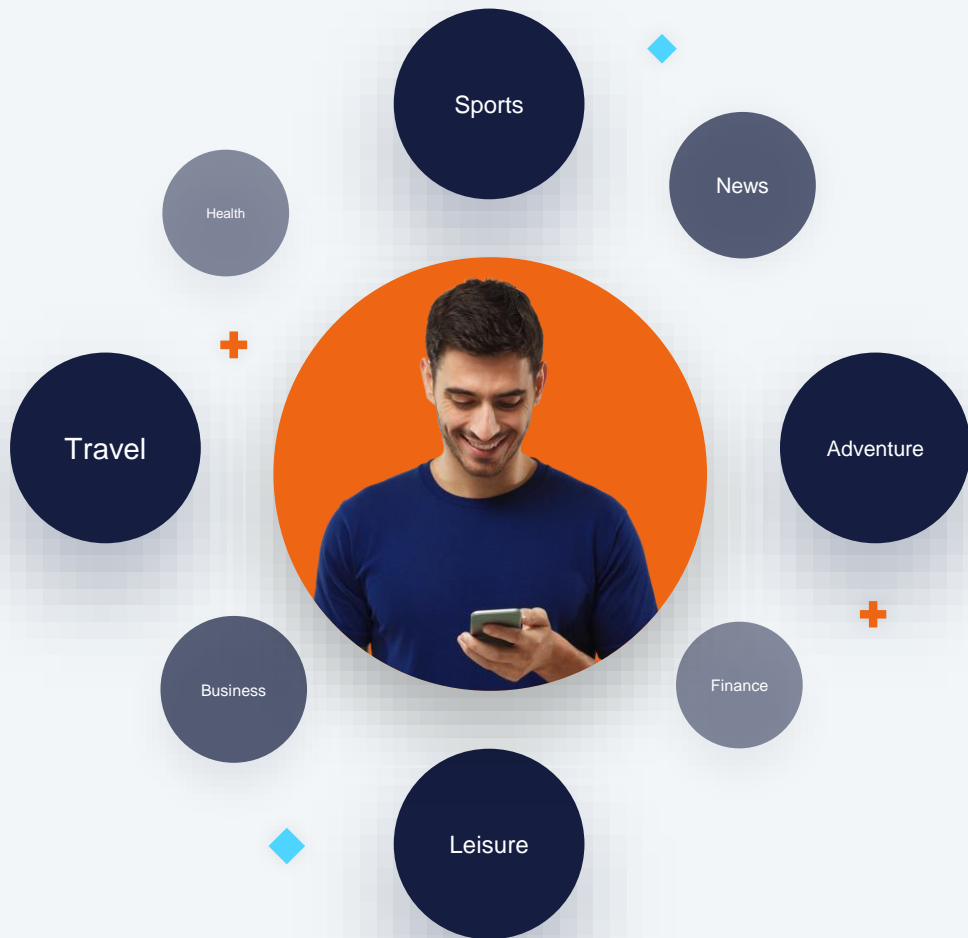 Sports
News
Health
Travel
Adventure
Business
Finance
Leisure